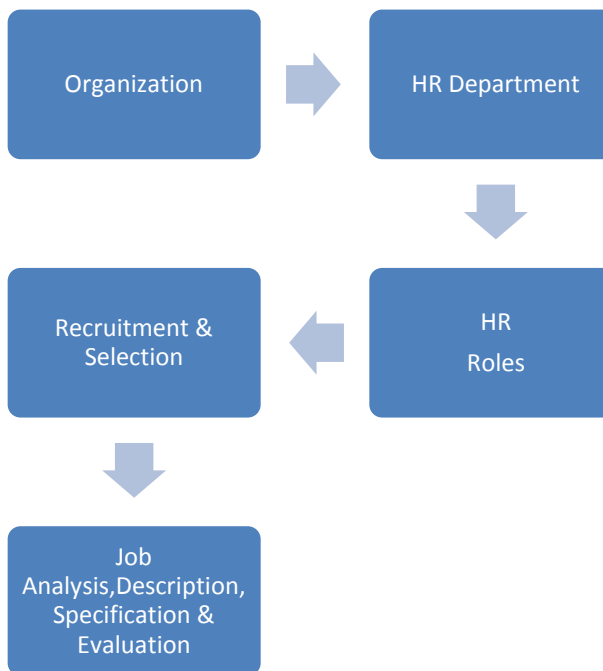 Organization
HR Department
HR
Roles
Recruitment &
Selection
Job
Analysis,Description,
Specification &
Evaluation